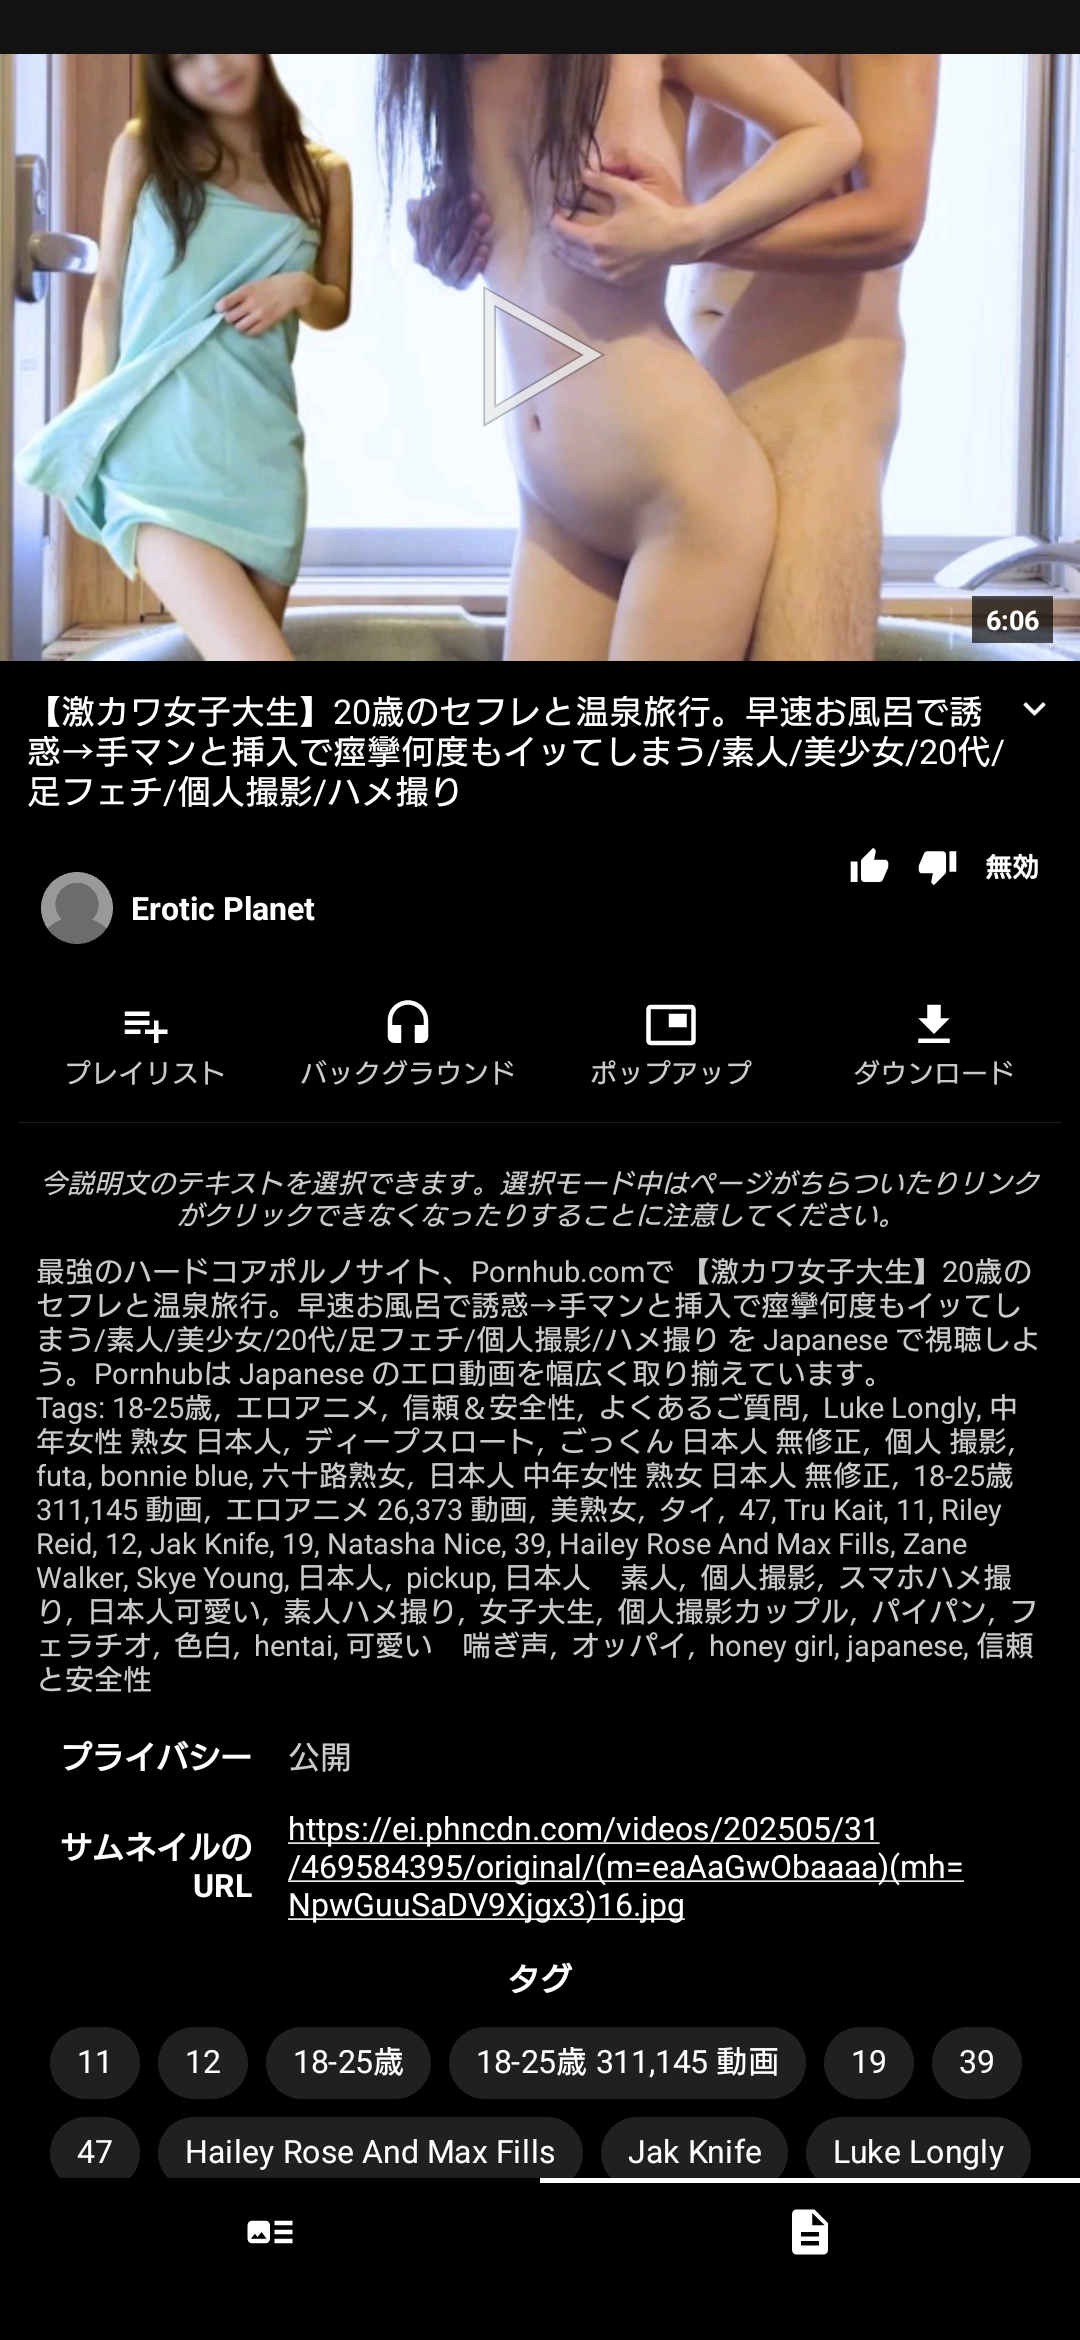 6:06
【激カワ女子大生】20歳のセフレと温泉旅行。早速お風呂で誘
惑→手マンと挿入で痙攣何度もイッてしまう/素人/美少女/20代/
足フェチ/個人撮影/ハメ撮り
無効
Erotic Planet
プレイリスト
バックグラウンド
ポップアップ
ダウンロード
今説明文のテキストを選択できます。選択モード中はページがちらついたりリンク
がクリックできなくなったりすることに注意してください。
最強のハードコアポルノサイト、Pornhub.comで 【激カワ女子大生】20歳の
セフレと温泉旅行。早速お風呂で誘惑→手マンと挿入で痙攣何度もイッてし
まう/素人/美少女/20代/足フェチ/個人撮影/ハメ撮り を Japanese で視聴しよ
う。Pornhubは Japanese のエロ動画を幅広く取り揃えています。
Tags: 18-25歳, エロアニメ, 信頼＆安全性, よくあるご質問, Luke Longly, 中
年女性 熟女 日本人, ディープスロート, ごっくん 日本人 無修正, 個人 撮影,
futa, bonnie blue, 六十路熟女, 日本人 中年女性 熟女 日本人 無修正, 18-25歳
311,145 動画, エロアニメ 26,373 動画, 美熟女, タイ, 47, Tru Kait, 11, Riley
Reid, 12, Jak Knife, 19, Natasha Nice, 39, Hailey Rose And Max Fills, Zane
Walker, Skye Young, 日本人, pickup, 日本人　素人, 個人撮影, スマホハメ撮
り, 日本人可愛い, 素人ハメ撮り, 女子大生, 個人撮影カップル, パイパン, フ
ェラチオ, 色白, hentai, 可愛い　喘ぎ声, オッパイ, honey girl, japanese, 信頼
と安全性
プライバシー 公開
サムネイルの
URL
https://ei.phncdn.com/videos/202505/31
/469584395/original/(m=eaAaGwObaaaa)(mh=
NpwGuuSaDV9Xjgx3)16.jpg
タグ
11 12 18-25歳 18-25歳 311,145 動画 19 39
47 Hailey Rose And Max Fills Jak Knife Luke Longly